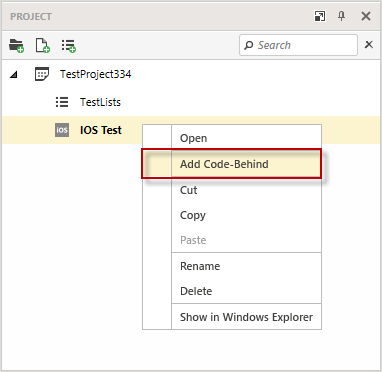 PROJECT
Search
TestProject334
TestLists
iOS IOS Test
Open
Add Code-Behind
Cut
Copy
Paste
Rename
Delete
Show in Windows Explorer